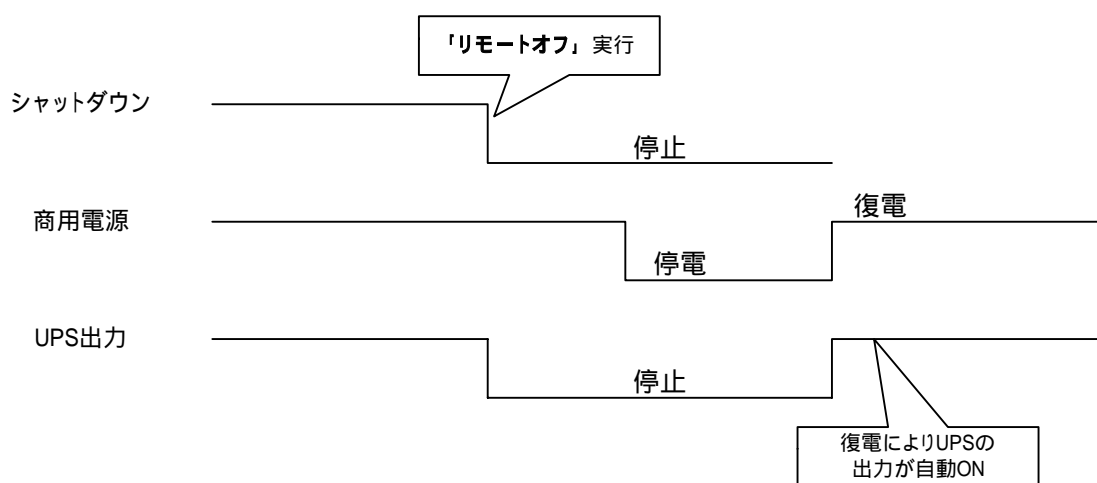 「リモートオフ」実行
シャットダウン
停止
商用電源
復電
停電
UPS出力
停止
復電によりUPSの
出力が自動ON